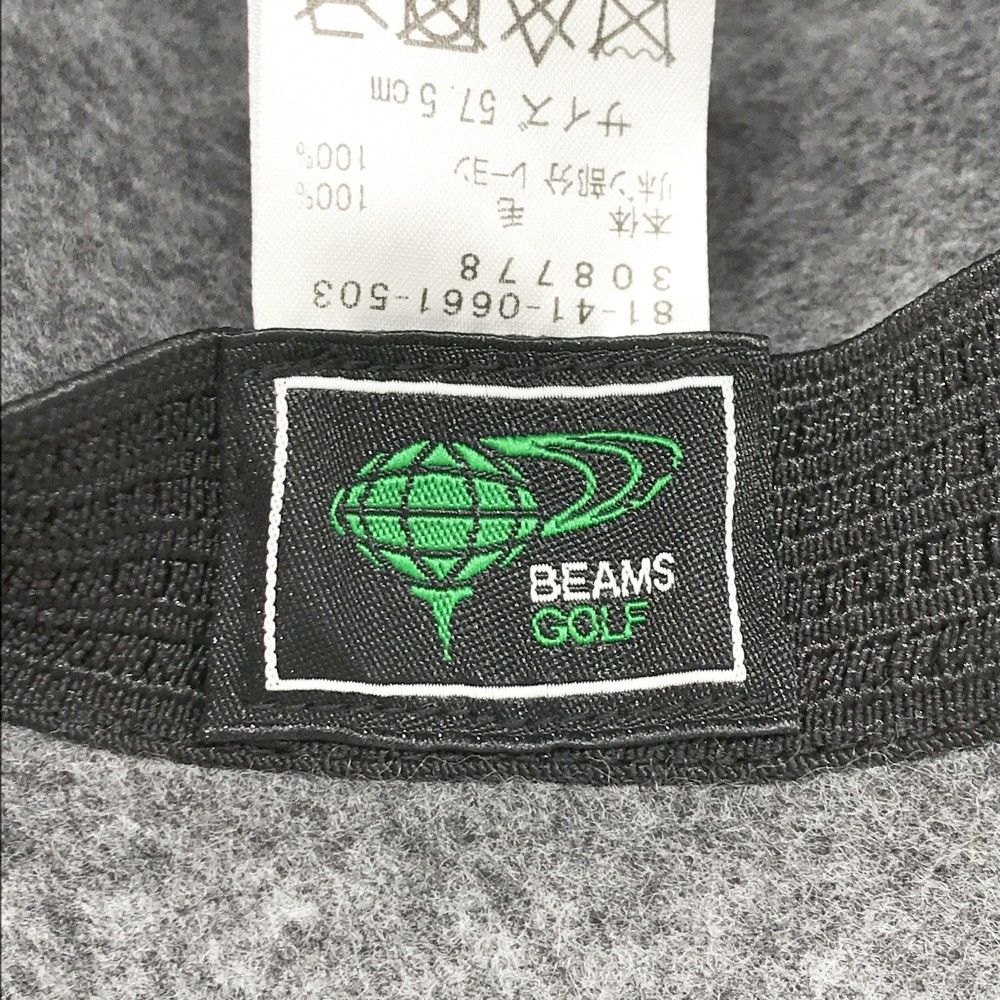 81-41-0661-503
308778
本体 毛 100%
リボン部分 レーヨン 100%
サイズ 57.5cm
BEAMS
GOLF